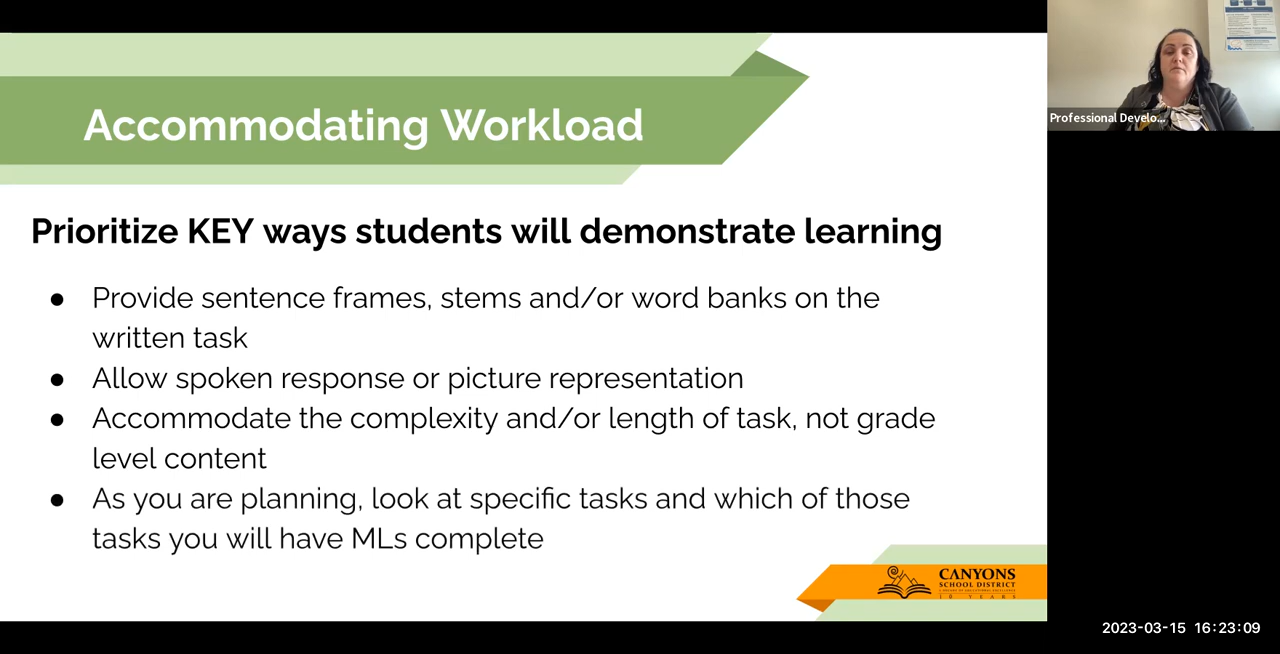 Accommodating Workload
Prioritize KEY ways students will demonstrate learning
● Provide sentence frames, stems and/or word banks on the
written task
● Allow spoken response or picture representation
● Accommodate the complexity and/or length of task, not grade
level content
● As you are planning, look at specific tasks and which of those
tasks you will have MLs complete
CANYONS
SCHOOL DISTRICT
10 YEARS
Professional Develo...
2023-03-15 16:23:09